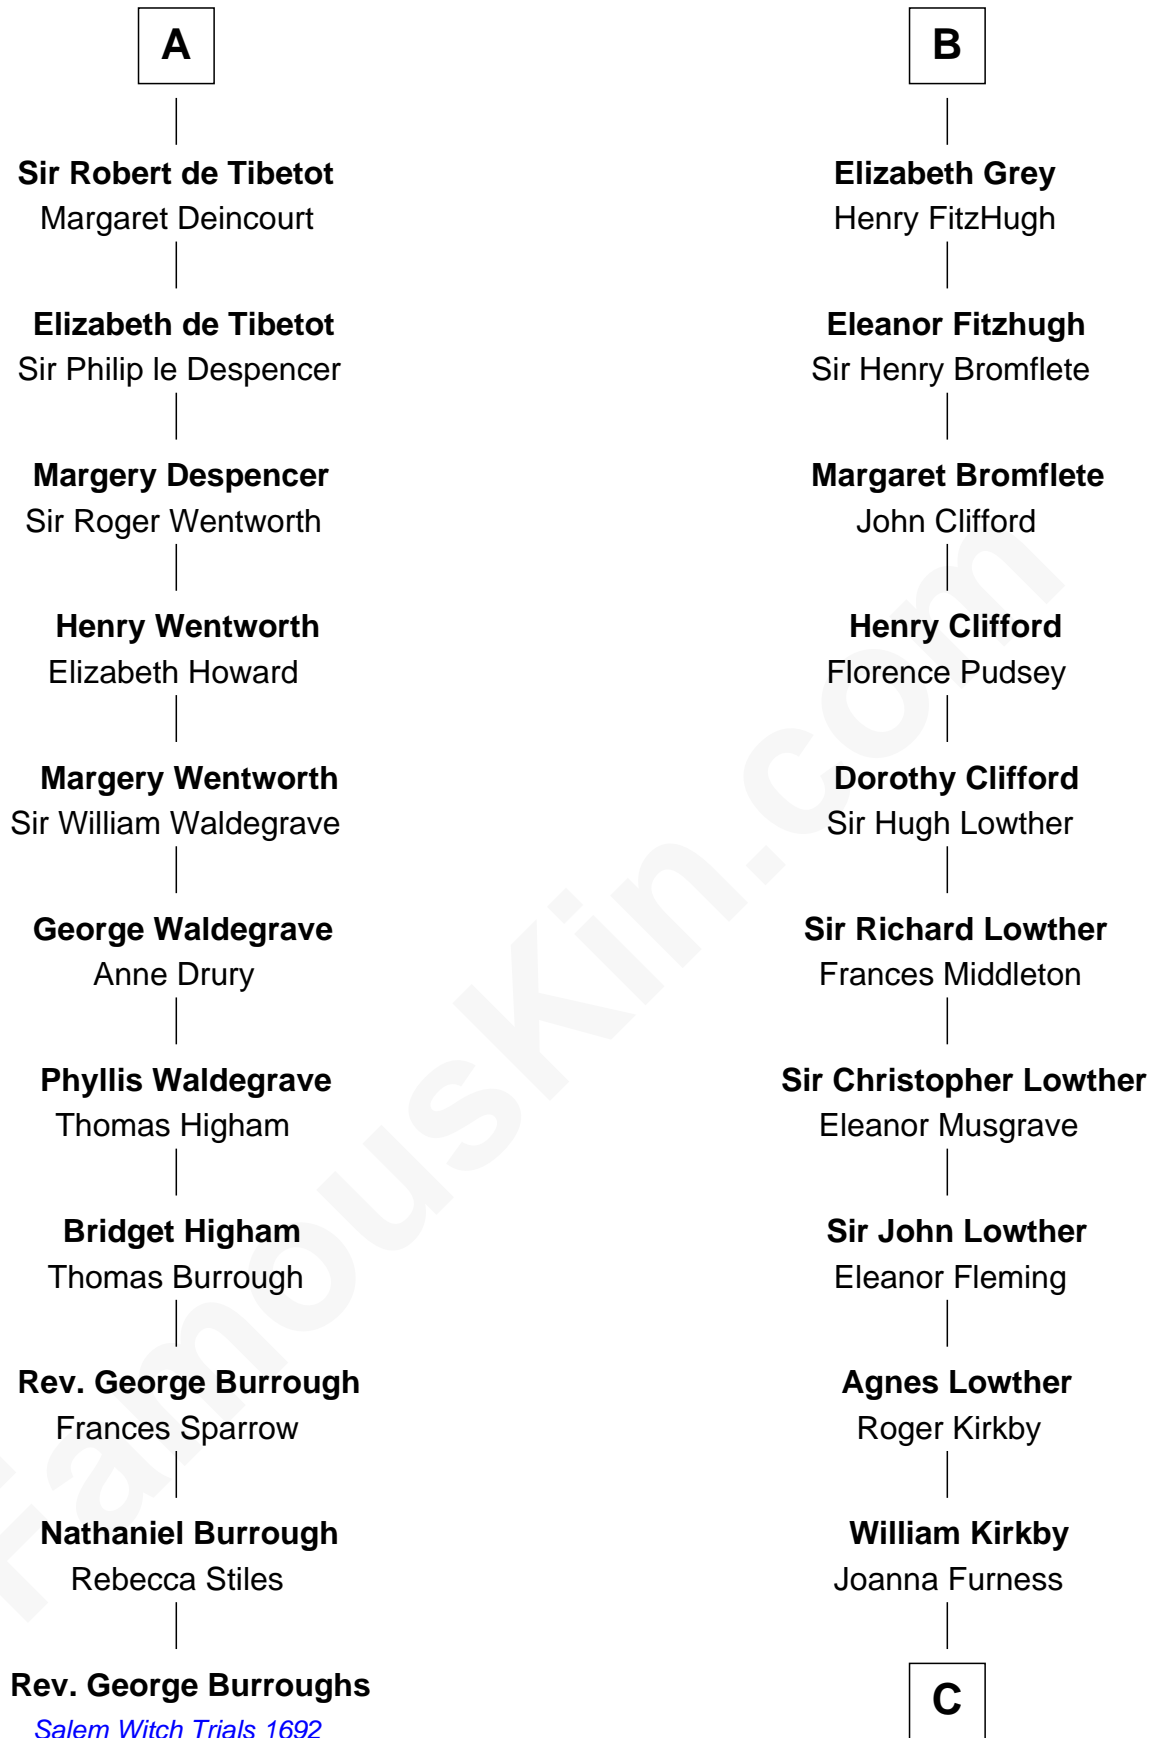 A
Sir Robert de Tibetot
Margaret Deincourt
Elizabeth de Tibetot
Sir Philip le Despencer
Margery Despencer
Sir Roger Wentworth
Henry Wentworth
Elizabeth Howard
Margery Wentworth
Sir William Waldegrave
George Waldegrave
Anne Drury
Phyllis Waldegrave
Thomas Higham
Bridget Higham
Thomas Burrough
Rev. George Burrough
Frances Sparrow
Nathaniel Burrough
Rebecca Stiles
Rev. George Burroughs
Salem Witch Trials 1692
B
Elizabeth Grey
Henry FitzHugh
Eleanor Fitzhugh
Sir Henry Bromflete
Margaret Bromflete
John Clifford
Henry Clifford
Florence Pudsey
Dorothy Clifford
Sir Hugh Lowther
Sir Richard Lowther
Frances Middleton
Sir Christopher Lowther
Eleanor Musgrave
Sir John Lowther
Eleanor Fleming
Agnes Lowther
Roger Kirkby
William Kirkby
Joanna Furness
C
FamousKin.com